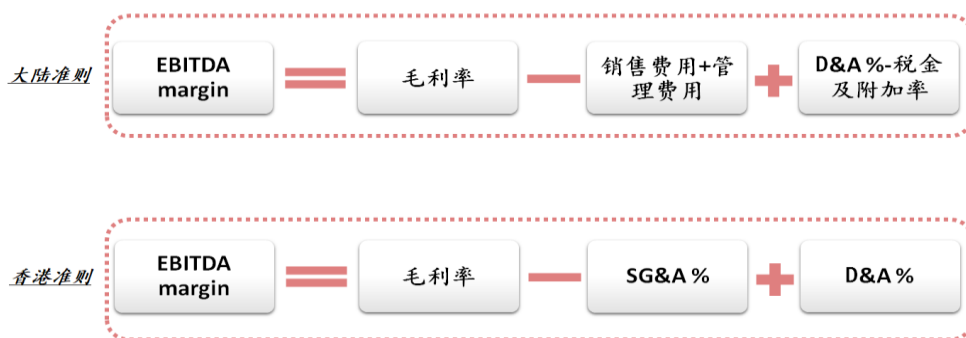 大陆准则
EBITDA
margin
毛利率
销售费用+管
理费用
D&A %-税金
及附加率
香港准则
EBITDA
margin
毛利率
SG&A %
D&A %